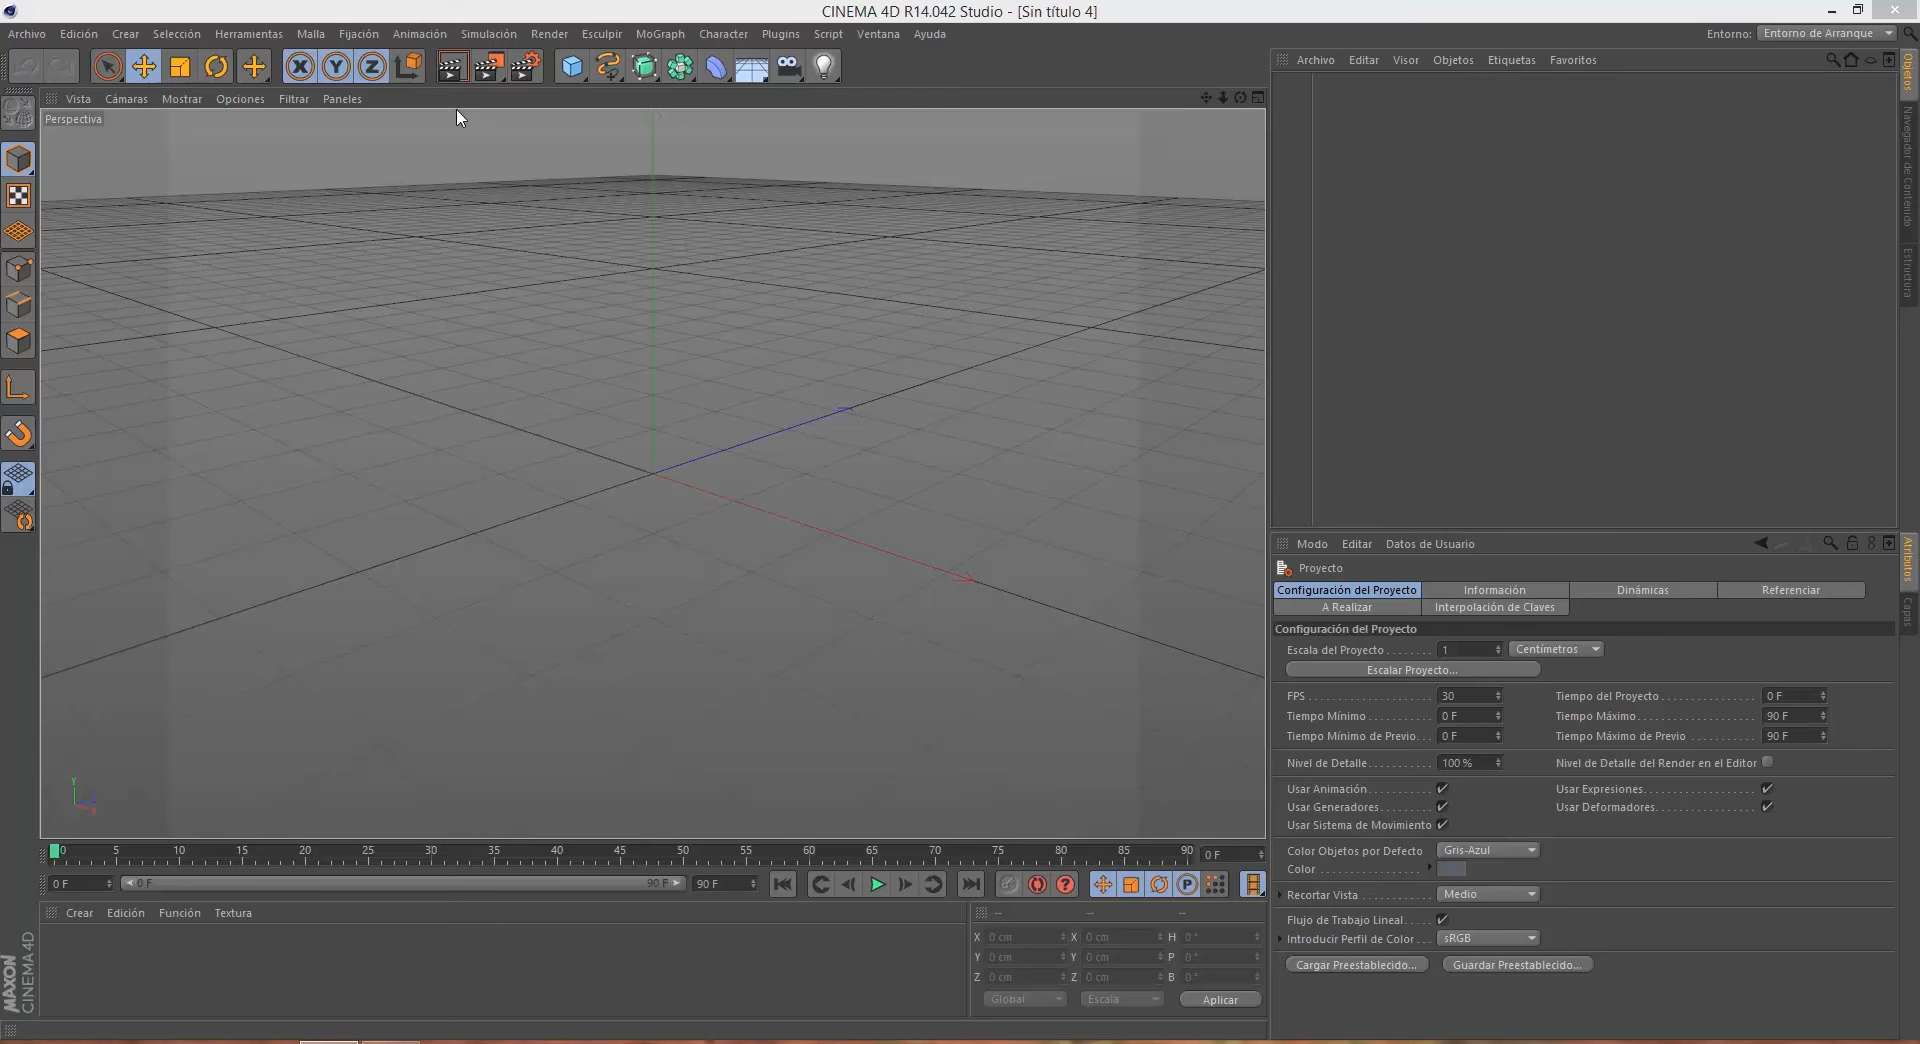 CINEMA 4D R14.042 Studio - [Sin título 4]
Archivo Edición Crear Selección Herramientas Malla Fijación Animación Simulación Render Esculpir MoGraph Character Plugins Script Ventana Ayuda
Entorno: Entorno de Arranque
X Y Z
Vista Cámaras Mostrar Opciones Filtrar Paneles
Perspectiva
Y
Z
X
Archivo Editar Visor Objetos Etiquetas Favoritos
Objetos
Navegador de Contenido
Estructura
Modo Editar Datos de Usuario
Atributos
Capas
Proyecto
Configuración del Proyecto Información Dinámicas Referenciar
A Realizar Interpolación de Claves
Configuración del Proyecto
Escala del Proyecto 1 Centímetros
Escalar Proyecto...
FPS 30 Tiempo del Proyecto 0 F
Tiempo Mínimo 0 F Tiempo Máximo 90 F
Tiempo Mínimo de Previo 0 F Tiempo Máximo de Previo 90 F
Nivel de Detalle 100 % Nivel de Detalle del Render en el Editor
Usar Animación Usar Expresiones
Usar Generadores Usar Deformadores
Usar Sistema de Movimiento
Color Objetos por Defecto Gris-Azul
Color
Recortar Vista Medio
Flujo de Trabajo Lineal
Introducir Perfil de Color sRGB
Cargar Preestablecido... Guardar Preestablecido...
0 5 10 15 20 25 30 35 40 45 50 55 60 65 70 75 80 85 90 0 F
0 F 0 F 90 F 90 F
P
Crear Edición Función Textura
-- -- --
X 0 cm X 0 cm H 0 °
Y 0 cm Y 0 cm P 0 °
Z 0 cm Z 0 cm B 0 °
Global Escala Aplicar
MAXON
CINEMA 4D